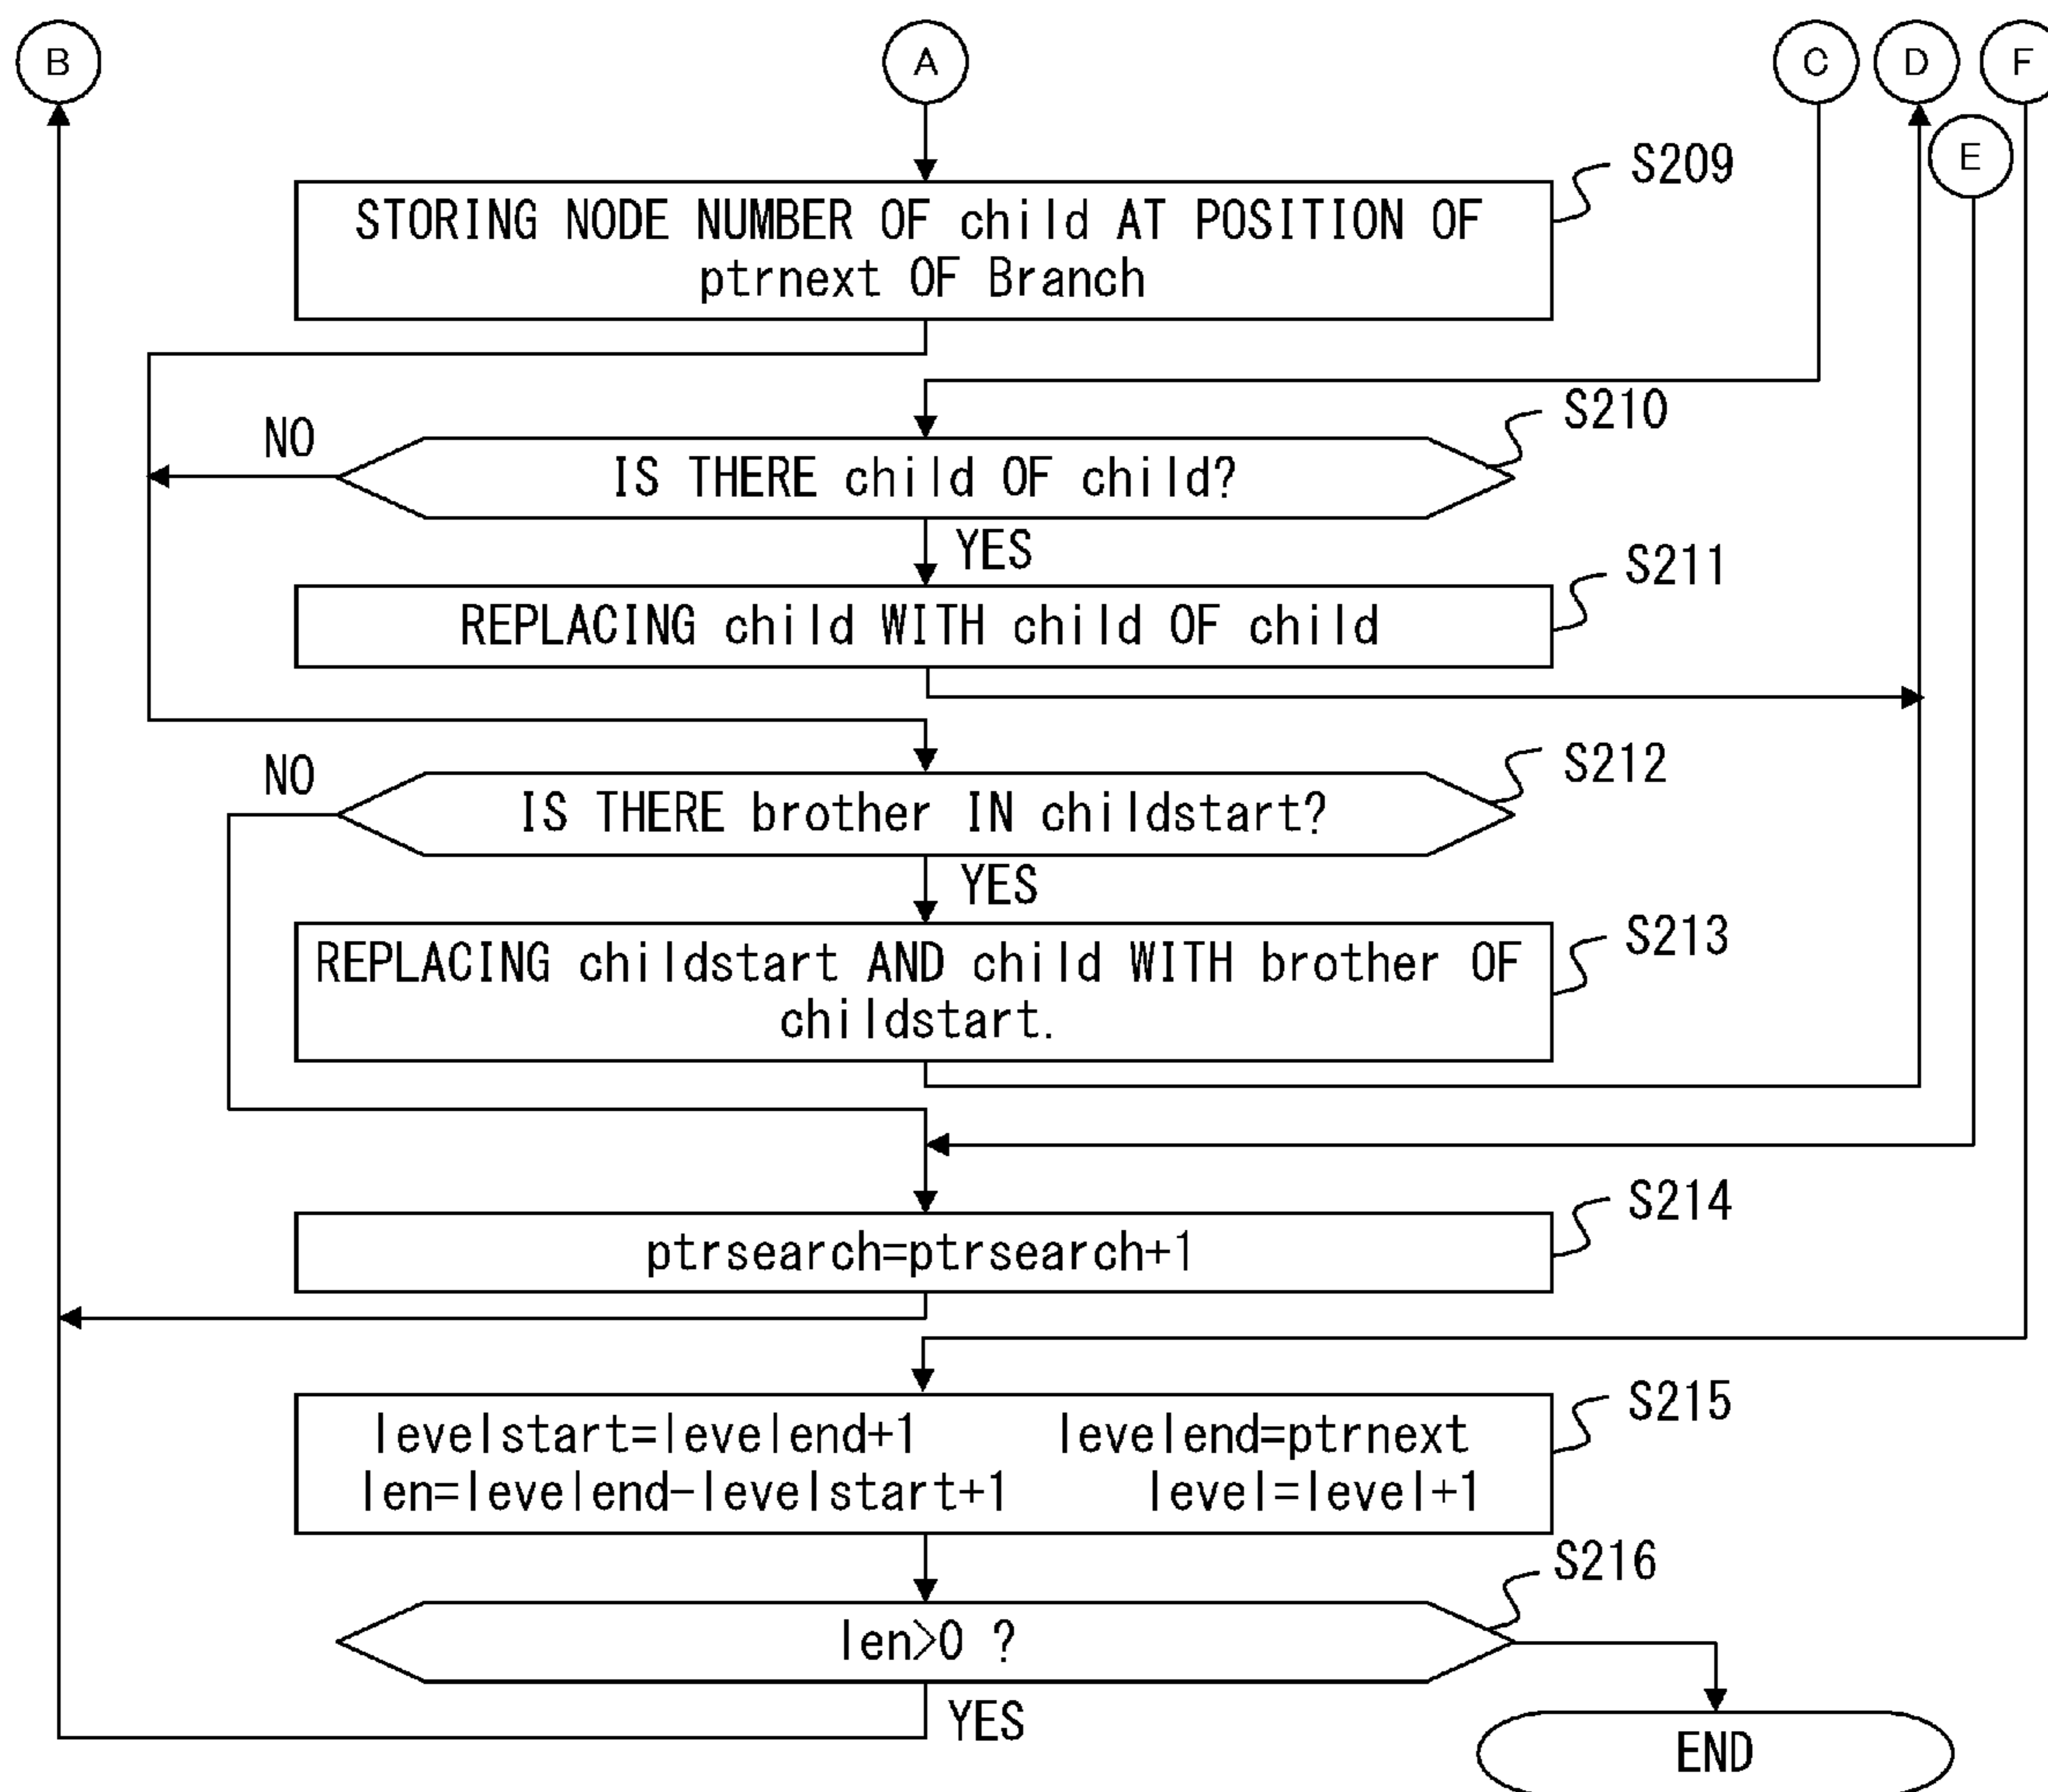 B
A
C
D
F
E
S209
STORING NODE NUMBER OF child AT POSITION OF
ptrnext OF Branch
S210
NO
IS THERE child OF child?
YES
S211
REPLACING child WITH child OF child
S212
NO
IS THERE brother IN childstart?
YES
S213
REPLACING childstart AND child WITH brother OF
childstart.
S214
ptrsearch=ptrsearch+1
S215
levelstart=levelend+1 levelend=ptrnext
len=levelend-levelstart+1 level=level+1
S216
len>0 ?
YES
END